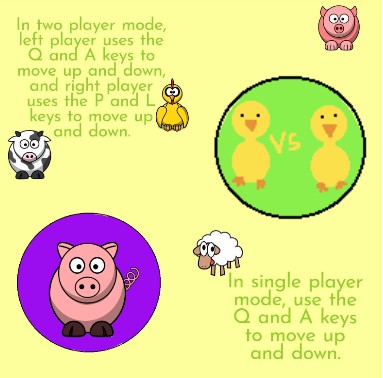 In two player mode,
left player uses the
Q and A keys to
move up and down,
and right player
uses the P and L
keys to move up
and down.
VS
In single player
mode, use the
Q and A keys
to move up
and down.